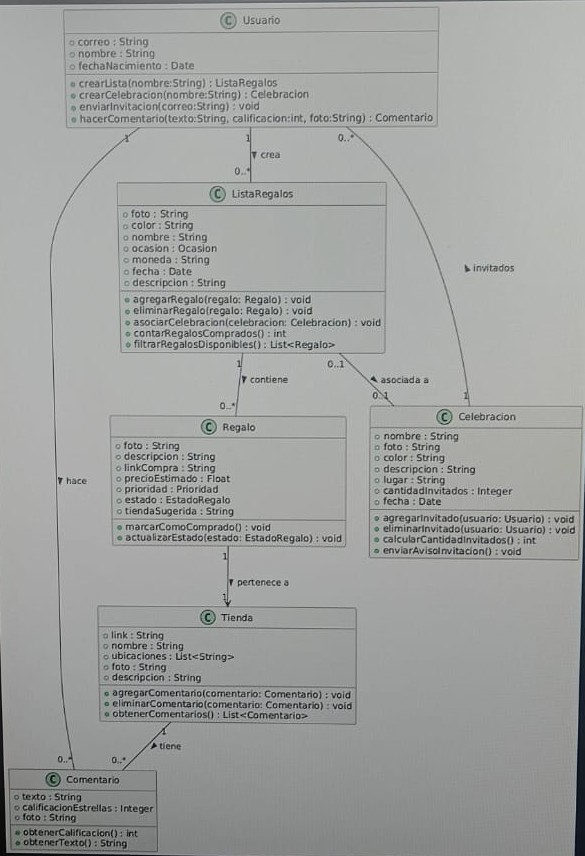 C Usuario
correo : String
nombre : String
fechaNacimiento : Date
crearLista(nombre:String) : ListaRegalos
crearCelebracion(nombre:String) : Celebracion
enviarInvitacion(correo:String) : void
hacerComentario(texto:String, calificacion:int, foto:String) : Comentario
1
1
0..*
crea
0..*
C ListaRegalos
foto : String
color : String
nombre : String
ocasion : Ocasion
moneda : String
fecha : Date
descripcion : String
agregarRegalo(regalo: Regalo) : void
eliminarRegalo(regalo: Regalo) : void
asociarCelebracion(celebracion: Celebracion) : void
contarRegalosComprados() : int
filtrarRegalosDisponibles() : List<Regalo>
invitados
1
0..1
contiene
asociada a
0..*
0..1
1
C Regalo
foto : String
descripcion : String
linkCompra : String
precioEstimado : Float
prioridad : Prioridad
estado : EstadoRegalo
tiendaSugerida : String
marcarComoComprado() : void
actualizarEstado(estado: EstadoRegalo) : void
C Celebracion
nombre : String
foto : String
color : String
descripcion : String
lugar : String
cantidadInvitados : Integer
fecha : Date
agregarInvitado(usuario: Usuario) : void
eliminarInvitado(usuario: Usuario) : void
calcularCantidadInvitados() : int
enviarAvisoInvitacion() : void
hace
1
pertenece a
1
C Tienda
link : String
nombre : String
ubicaciones : List<String>
foto : String
descripcion : String
agregarComentario(comentario: Comentario) : void
eliminarComentario(comentario: Comentario) : void
obtenerComentarios() : List<Comentario>
1
tiene
0..*
0..*
C Comentario
texto : String
calificacionEstrellas : Integer
foto : String
obtenerCalificacion() : int
obtenerTexto() : String